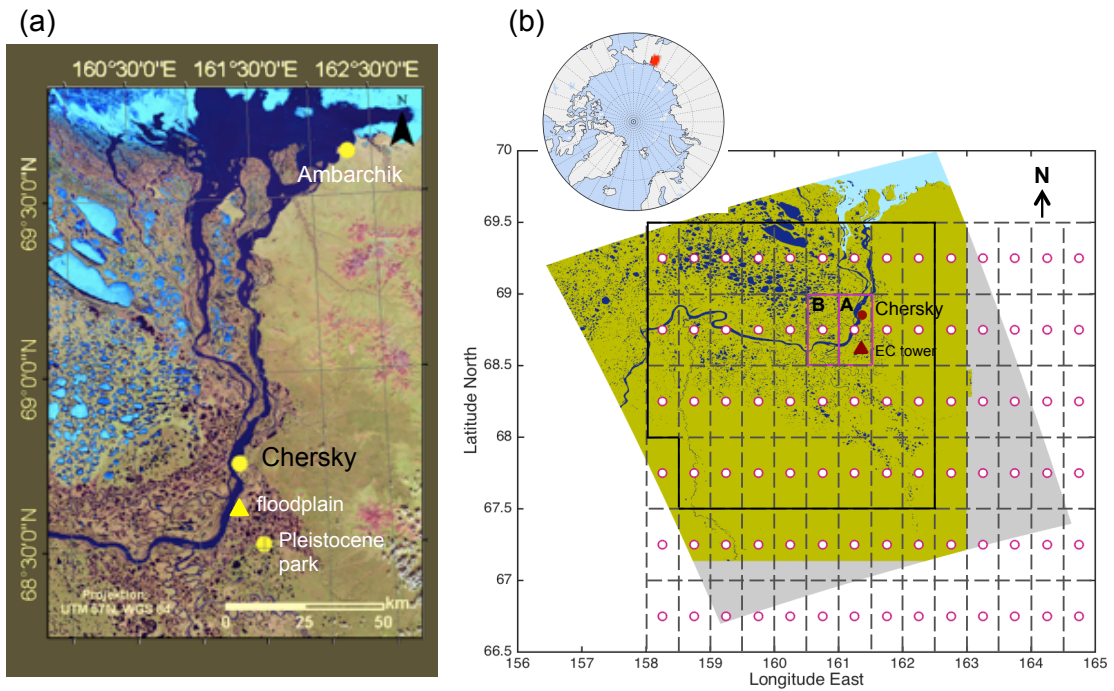 (a)
160°30'0"E 161°30'0"E 162°30'0"E
N
Ambarchik
69°30'0"N
69°0'0"N
Chersky
floodplain
Pleistocene
park
68°30'0"N
Projektion:
UTM 57N, WGS 84
km
0 25 50
(b)
70
69.5
69
68.5
68
67.5
67
66.5
Latitude North
N
B A
Chersky
EC tower
156 157 158 159 160 161 162 163 164 165
Longitude East